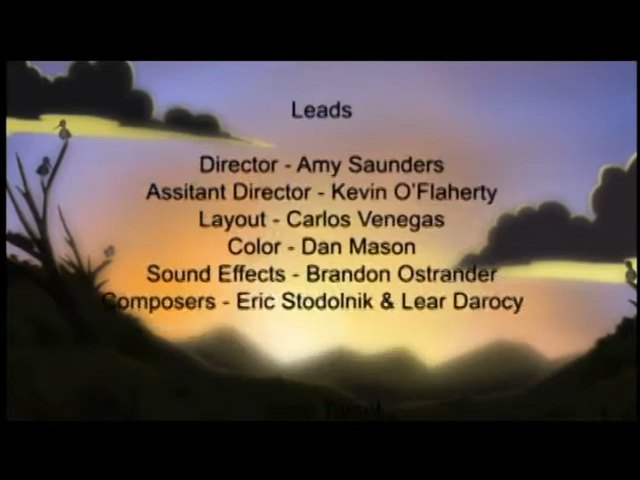 Leads
Director - Amy Saunders
Assitant Director - Kevin O'Flaherty
Layout - Carlos Venegas
Color - Dan Mason
Sound Effects - Brandon Ostrander
Composers - Eric Stodolnik & Lear Darocy